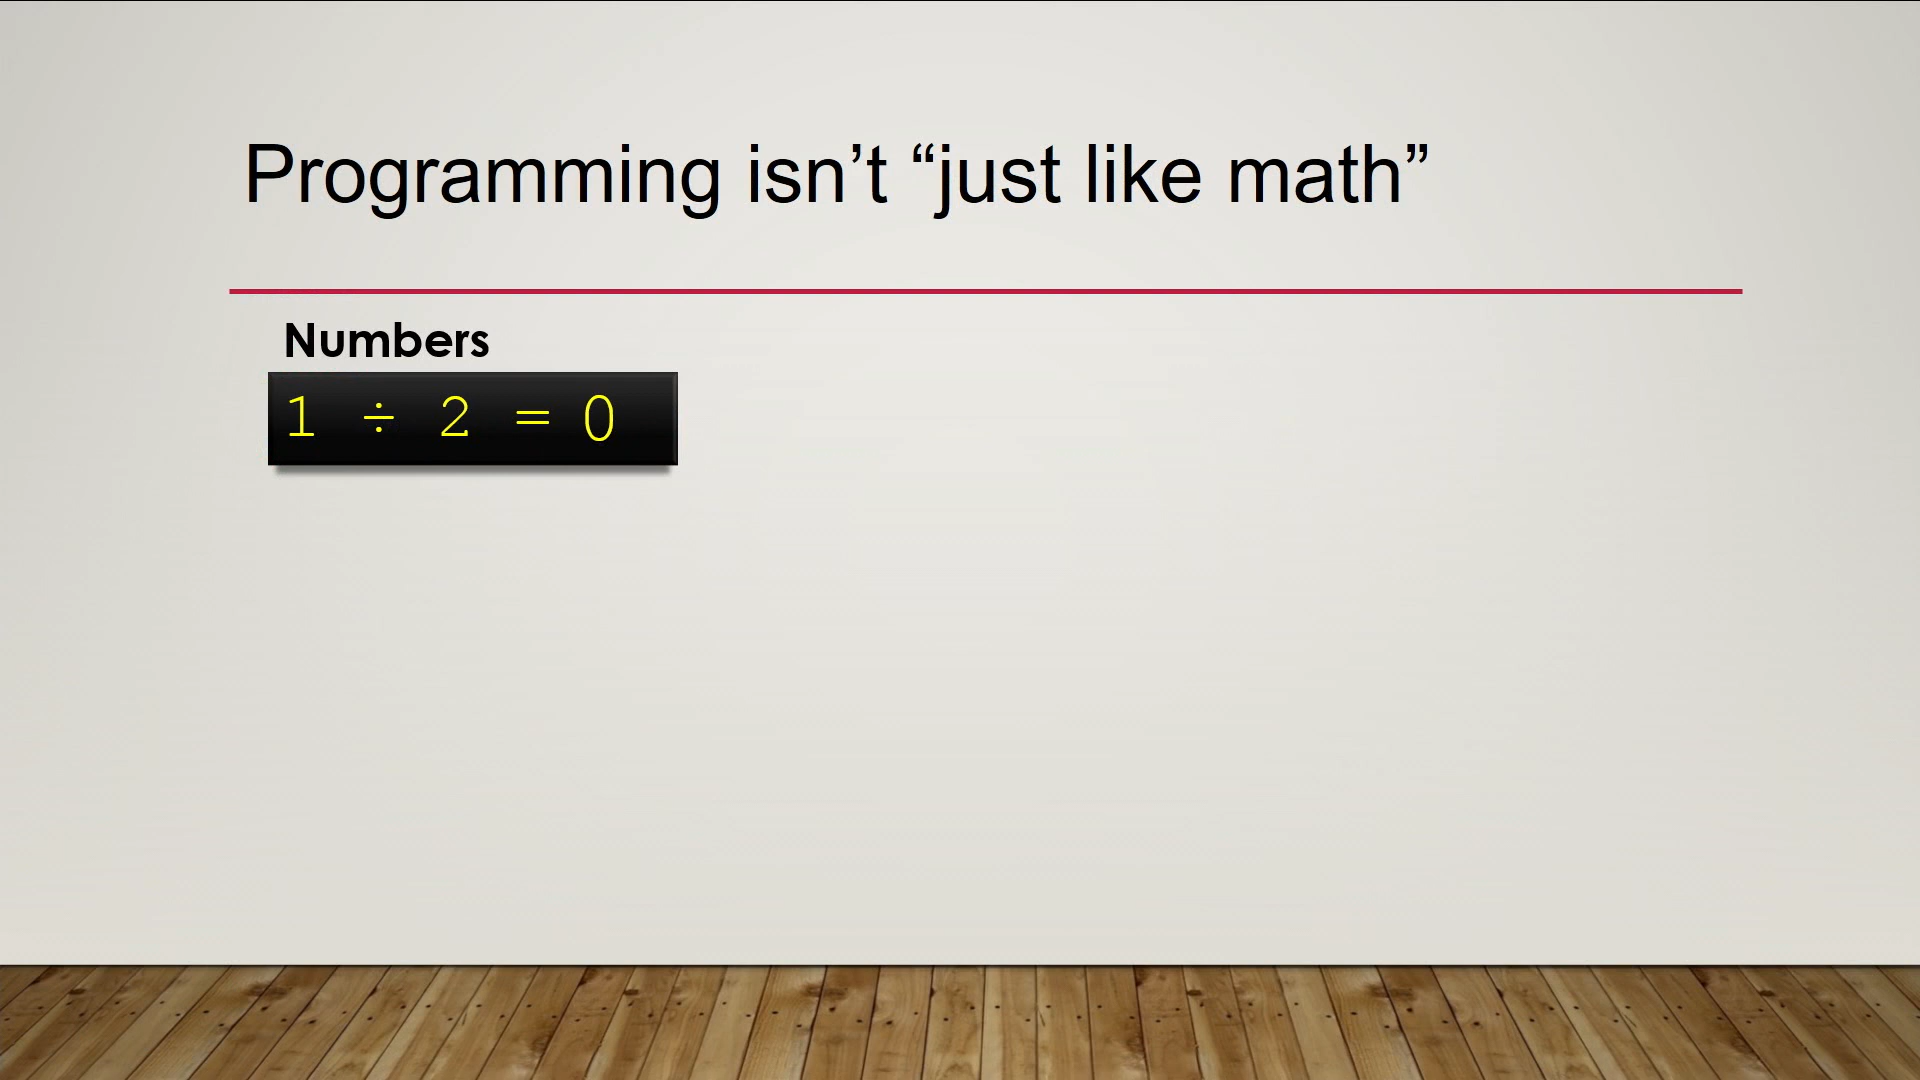 Programming isn’t “just like math”
Numbers
1 ÷ 2 = 0